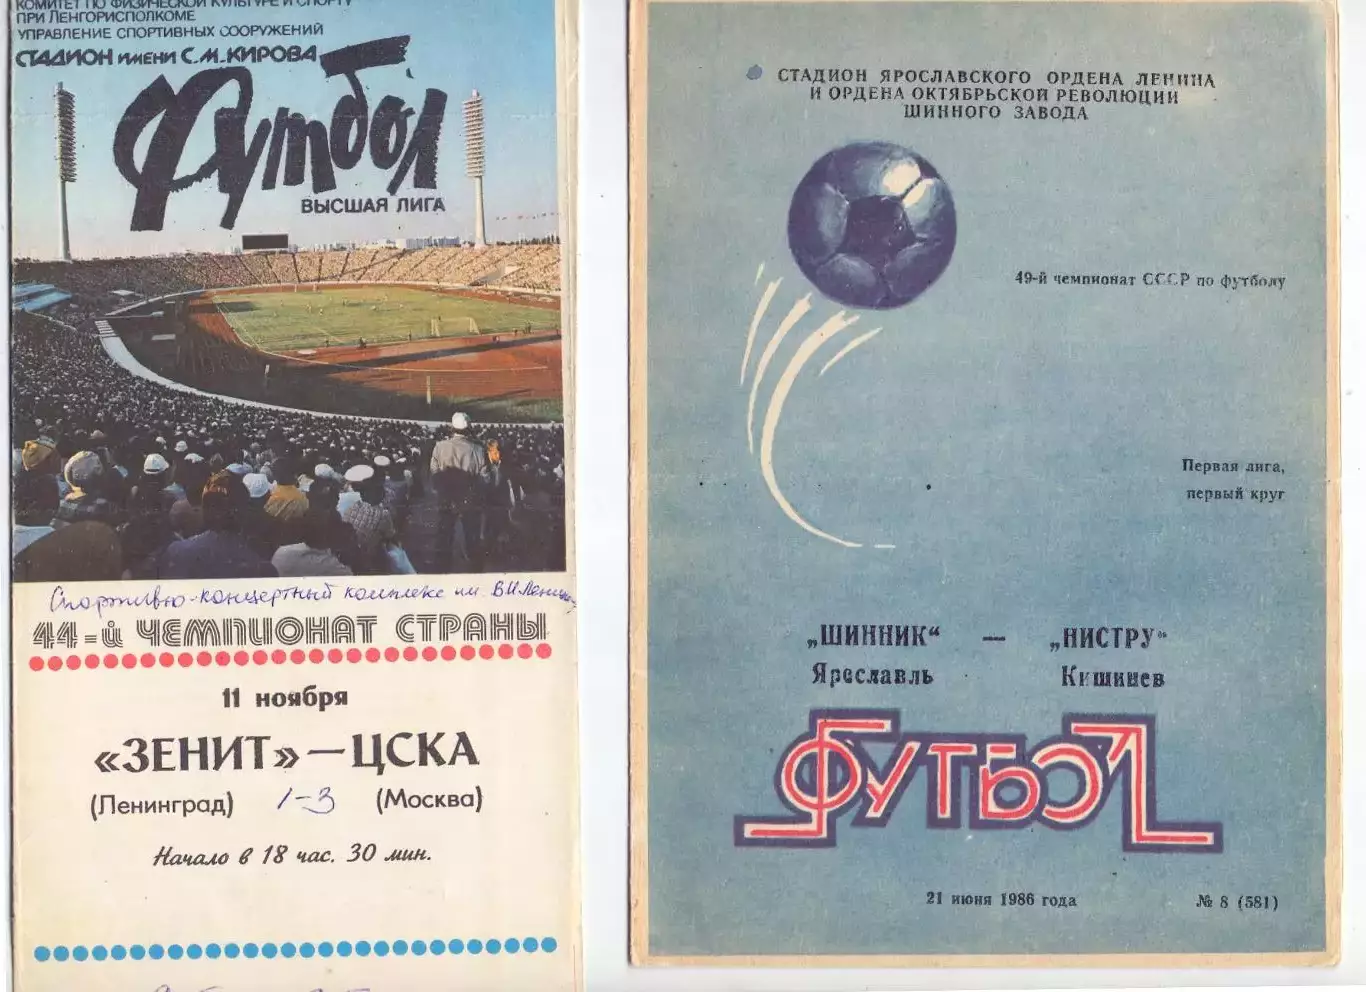 КОМИТЕТ ПО ФИЗИЧЕСКОЙ КУЛЬТУРЕ И СПОРТУ
ПРИ ЛЕНГОРИСПОЛКОМЕ
УПРАВЛЕНИЕ СПОРТИВНЫХ СООРУЖЕНИЙ
СТАДИОН ИМЕНИ С.М.КИРОВА
Футбол
ВЫСШАЯ ЛИГА
Спортивно-концертный комплекс им. В.И.Ленина
44-й ЧЕМПИОНАТ СТРАНЫ
11 ноября
«ЗЕНИТ» — ЦСКА
(Ленинград) 1-3 (Москва)
Начало в 18 час. 30 мин.
СТАДИОН ЯРОСЛАВСКОГО ОРДЕНА ЛЕНИНА
И ОРДЕНА ОКТЯБРЬСКОЙ РЕВОЛЮЦИИ
ШИННОГО ЗАВОДА
49-й чемпионат СССР по футболу
Первая лига,
первый круг
„ШИННИК“ — „НИСТРУ“
Ярославль Кишинев
ФУТБОЛ
21 июня 1986 года № 8 (581)